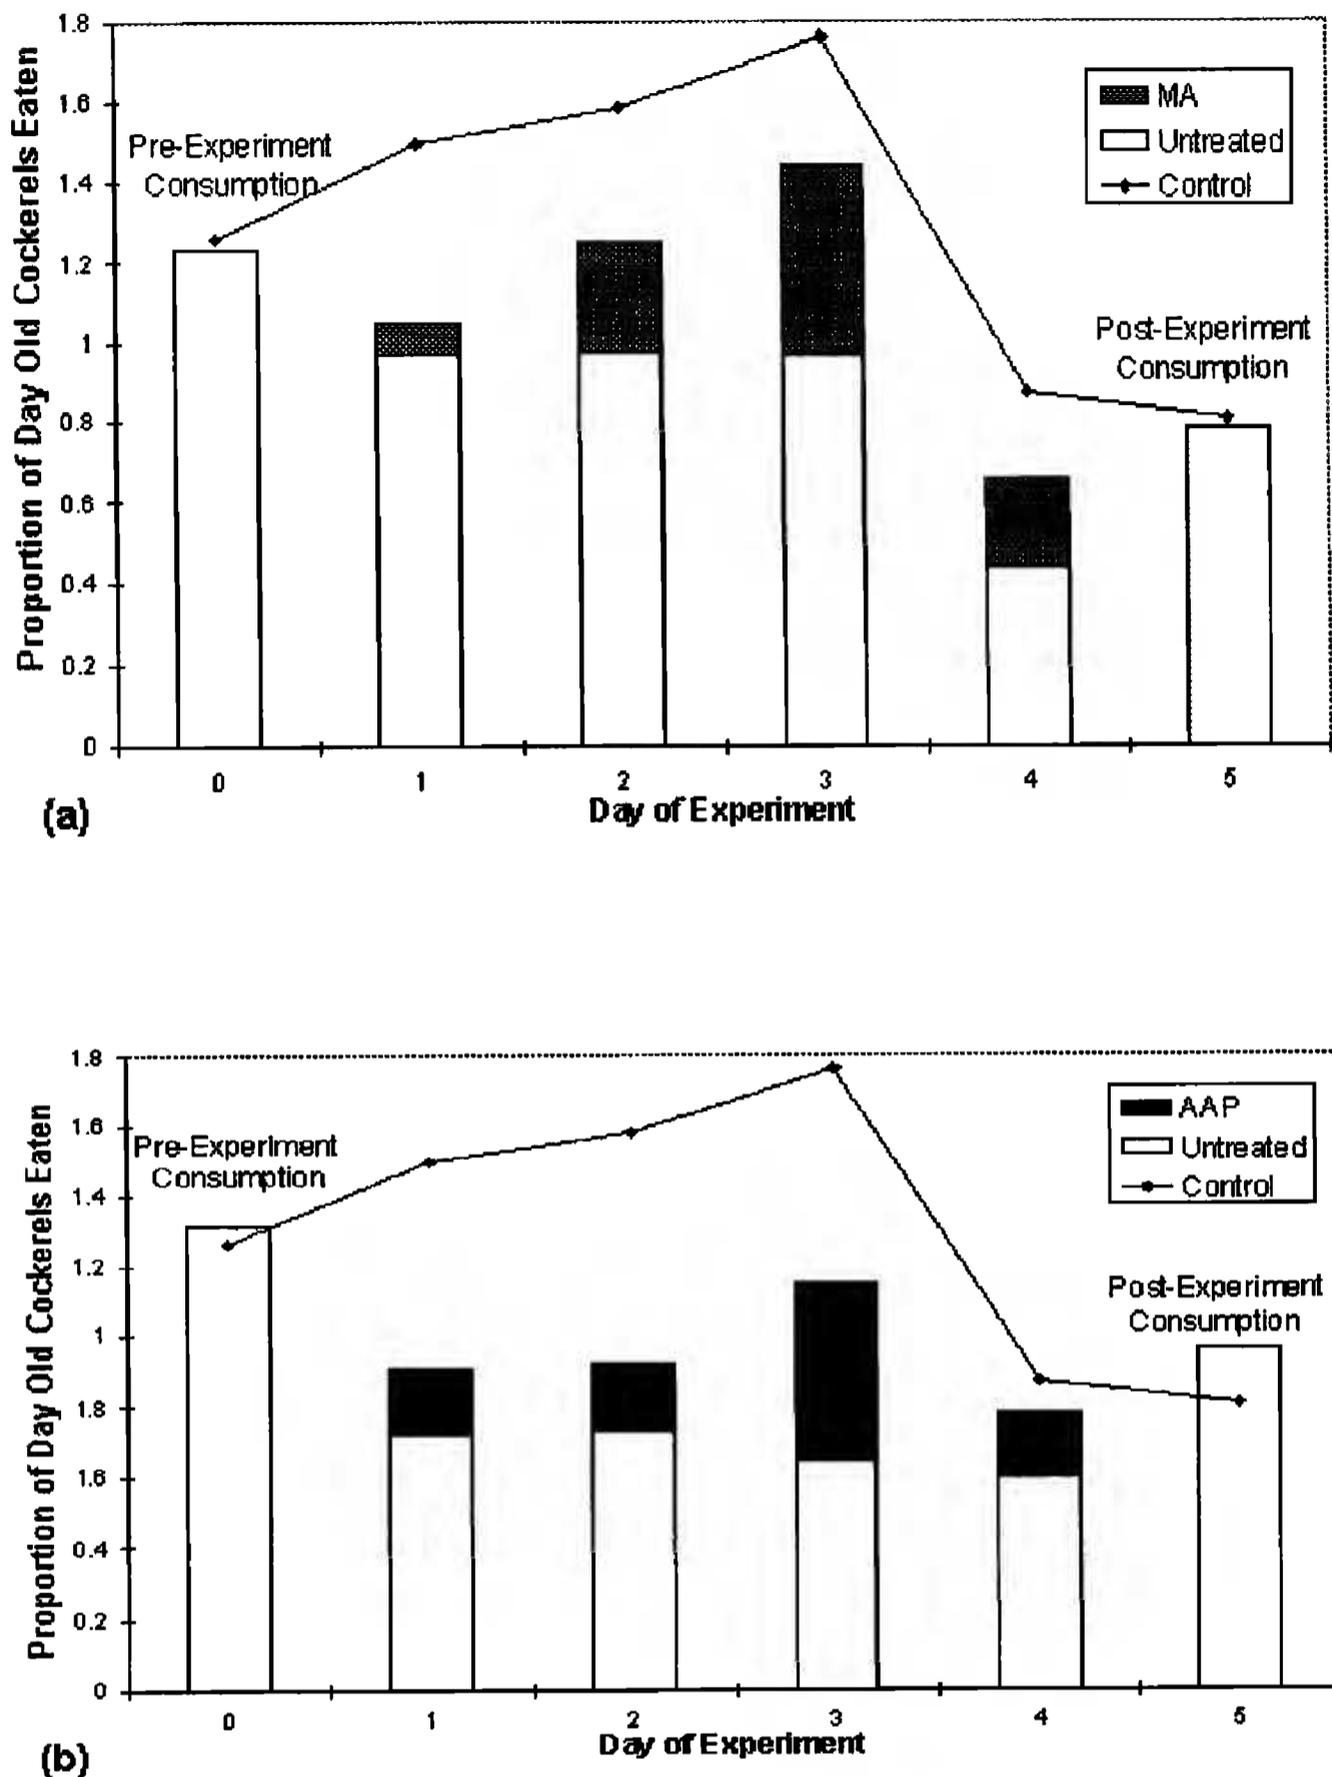 1.8
1.6
1.4
1.2
1
0.8
0.6
0.4
0.2
0
Proportion of Day Old Cockerels Eaten
Pre-Experiment
Consumption
MA
Untreated
Control
Post-Experiment
Consumption
0 1 2 3 4 5
Day of Experiment
(a)
1.8
1.6
1.4
1.2
1
1.8
1.6
0.4
0.2
0
Proportion of Day Old Cockerels Eaten
Pre-Experiment
Consumption
AAP
Untreated
Control
Post-Experiment
Consumption
0 1 2 3 4 5
Day of Experiment
(b)